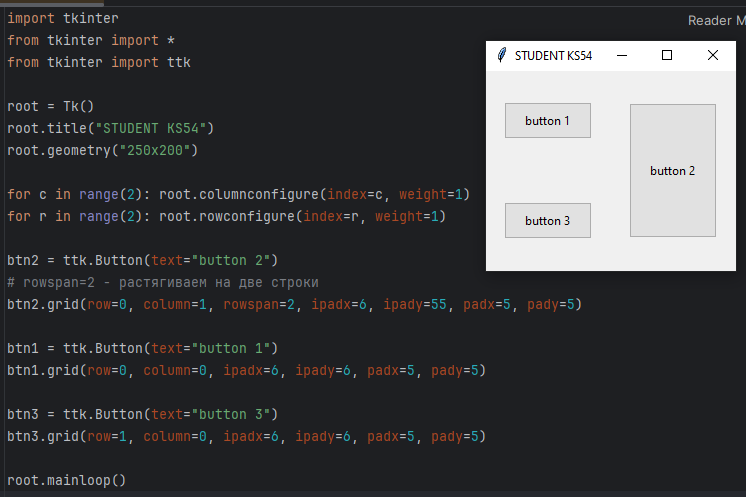 import tkinter
from tkinter import *
from tkinter import ttk
root = Tk()
root.title("STUDENT KS54")
root.geometry("250x200")
for c in range(2): root.columnconfigure(index=c, weight=1)
for r in range(2): root.rowconfigure(index=r, weight=1)
btn2 = ttk.Button(text="button 2")
# rowspan=2 - растягиваем на две строки
btn2.grid(row=0, column=1, rowspan=2, ipadx=6, ipady=55, padx=5, pady=5)
btn1 = ttk.Button(text="button 1")
btn1.grid(row=0, column=0, ipadx=6, ipady=6, padx=5, pady=5)
btn3 = ttk.Button(text="button 3")
btn3.grid(row=1, column=0, ipadx=6, ipady=6, padx=5, pady=5)
root.mainloop()
Reader M
STUDENT KS54
button 1
button 2
button 3